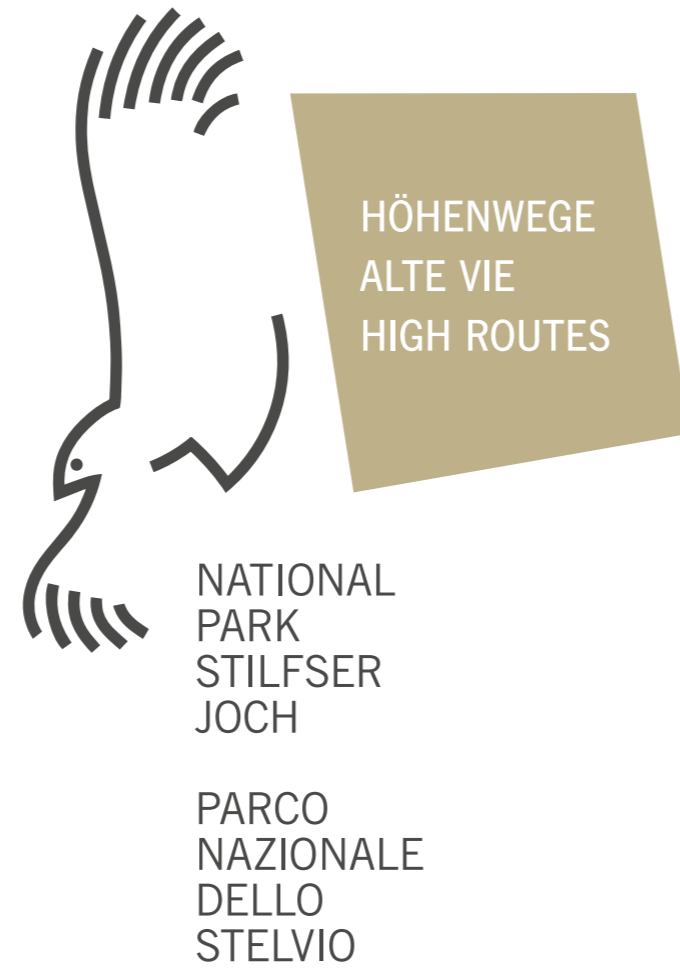 HÖHENWEGE
ALTE VIE
HIGH ROUTES
NATIONAL
PARK
STILFSER
JOCH
PARCO
NAZIONALE
DELLO
STELVIO